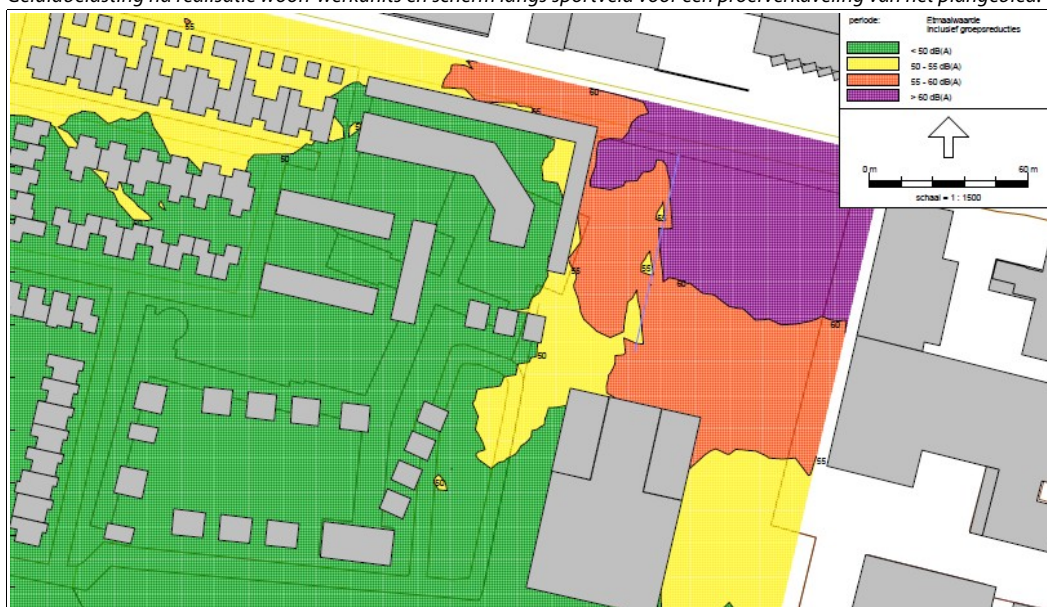 Geluidbelasting na realisatie woon-werkunits en scherm langs sportveld voor een proefverkaveling van het plangebied.
periode: Etmaalwaarde
inclusief groepsreducties
< 50 dB(A)
50 - 55 dB(A)
55 - 60 dB(A)
> 60 dB(A)
0 m 60 m
schaal = 1 : 1500
55
60
55
50
55
55
60
60
50
55
50